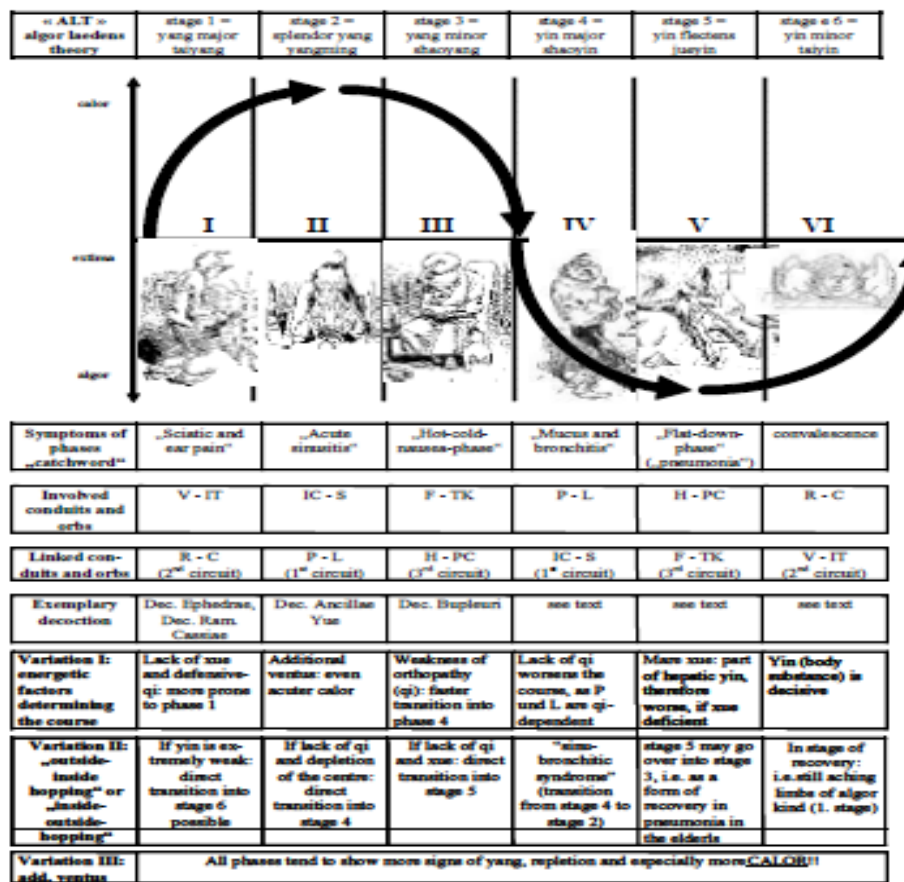 « ALT »
algor laedens
theory
stage 1 =
yang major
taiyang
stage 2 =
splendor yang
yangming
stage 3 =
yang minor
shaoyang
stage 4 =
yin major
shaoyin
stage 5 =
yin flectens
jueyin
stage e 6 =
yin minor
taiyin
calor
extima
algor
I
II
III
IV
V
VI
Symptoms of
phases
„catchword“
„Sciatic and
ear pain“
„Acute
sinusitis“
„Hot-cold-
nausea-phase“
„Mucus and
bronchitis“
„Flat-down-
phase“
(„pneumonia“)
convalescence
Involved
conduits and
orbs
V - IT
IC - S
F - TK
P - L
H - PC
R - C
Linked con-
duits and orbs
R - C
(2nd circuit)
P - L
(1st circuit)
H - PC
(3rd circuit)
IC - S
(1st circuit)
F - TK
(3rd circuit)
V - IT
(2nd circuit)
Exemplary
decoction
Dec. Ephedrae,
Dec. Ram.
Cassiae
Dec. Ancillae
Yue
Dec. Bupleuri
see text
see text
see text
Variation I:
energetic
factors
determining
the course
Lack of xue
and defensive-
qi: more prone
to phase 1
Additional
ventus: even
acuter calor
Weakness of
orthopathy
(qi): faster
transition into
phase 4
Lack of qi
worsens the
course, as P
und L are qi-
dependent
Mare xue: part
of hepatic yin,
therefore
worse, if xue
deficient
Yin (body
substance) is
decisive
Variation II:
„outside-
inside
hopping“ or
„inside-
outside-
hopping“
If yin is ex-
tremely weak:
direct
transition into
stage 6
possible
If lack of qi
and depletion
of the centre:
direct
transition into
stage 4
If lack of qi
and xue: direct
transition into
stage 5
"sinu-
bronchitic
syndrome"
(transition
from stage 4 to
stage 2)
stage 5 may go
over into stage
3, i.e. as a
form of
recovery in
pneumonia in
the elderls
In stage of
recovery:
i.e.still aching
limbs of algor
kind (1. stage)
Variation III:
add. ventus
All phases tend to show more signs of yang, repletion and especially more CALOR!!